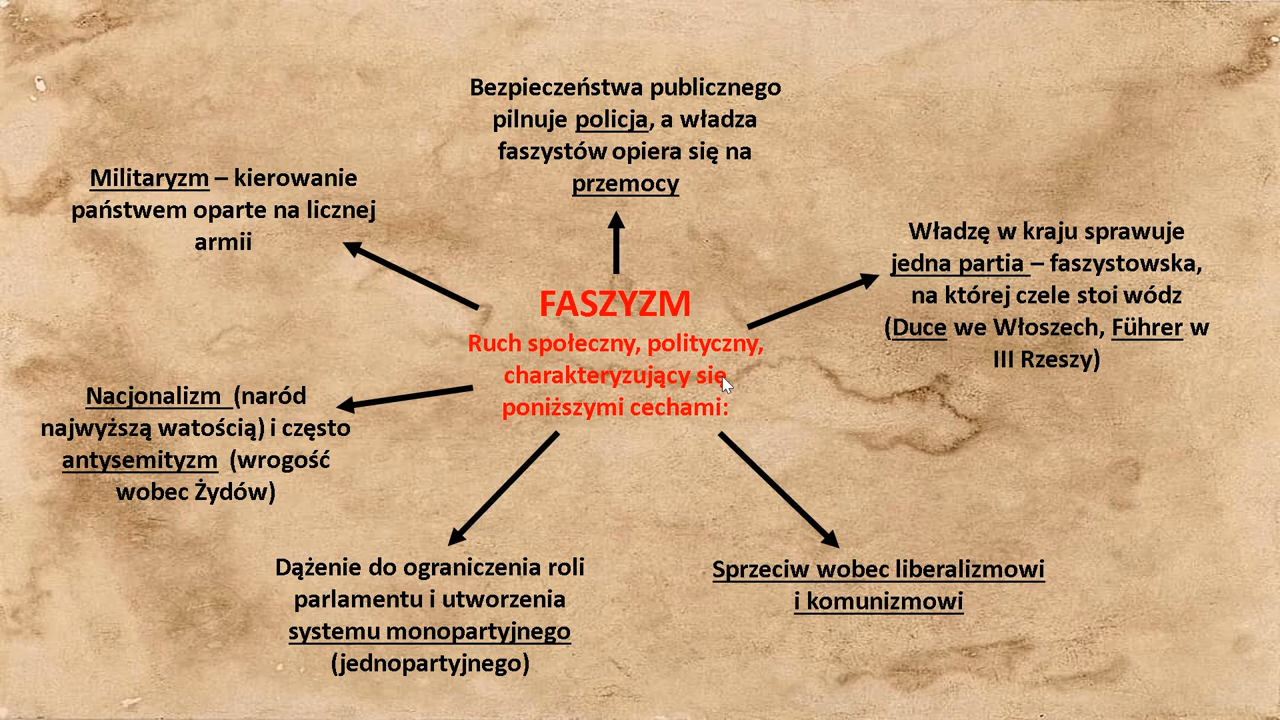 Bezpieczeństwa publicznego
pilnuje policja, a władza
faszystów opiera się na
przemocy
Militaryzm – kierowanie
państwem oparte na licznej
armii
Władzę w kraju sprawuje
jedna partia – faszystowska,
na której czele stoi wódz
(Duce we Włoszech, Führer w
III Rzeszy)
FASZYZM
Ruch społeczny, polityczny,
charakteryzujący się
poniższymi cechami:
Nacjonalizm (naród
najwyższą watością) i często
antysemityzm (wrogość
wobec Żydów)
Dążenie do ograniczenia roli
parlamentu i utworzenia
systemu monopartyjnego
(jednopartyjnego)
Sprzeciw wobec liberalizmowi
i komunizmowi